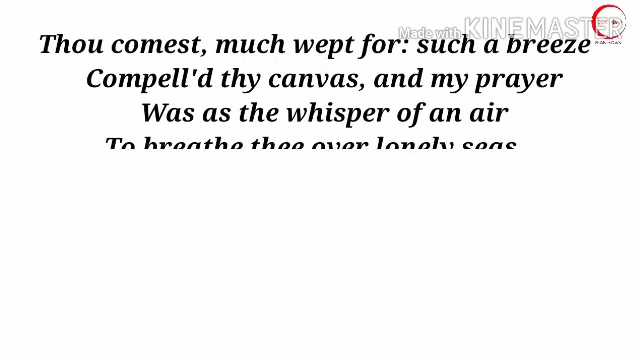 Made with KINEMASTER
Thou comest, much wept for: such a breeze
Compell'd thy canvas, and my prayer
Was as the whisper of an air
To breathe thee over lonely seas